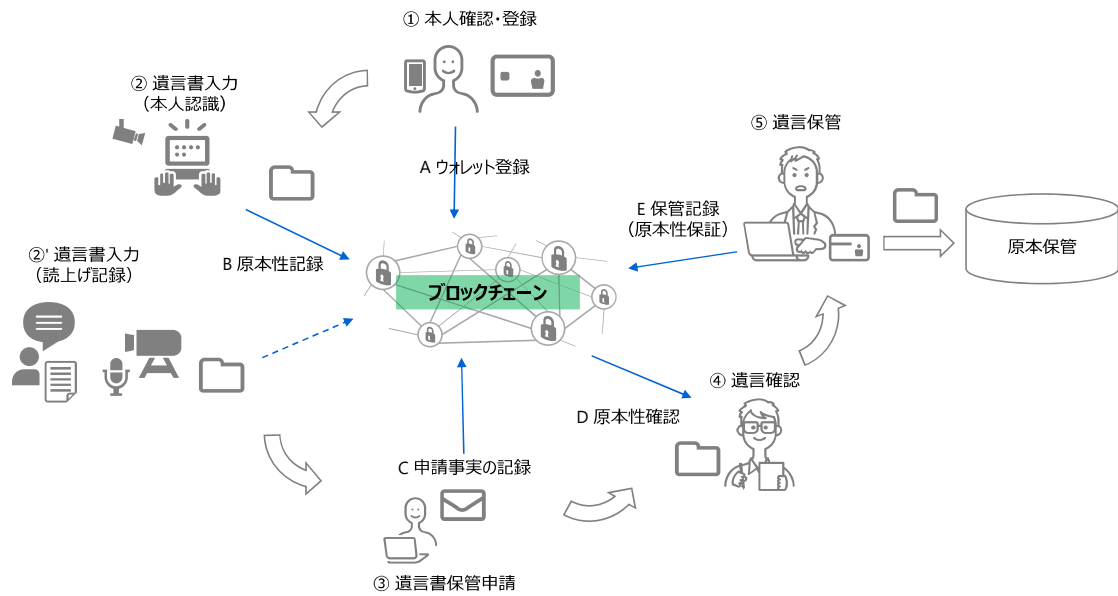 ① 本人確認・登録
② 遺言書入力
（本人認識）
A ウォレット登録
⑤ 遺言保管
E 保管記録
（原本性保証）
原本保管
B 原本性記録
②' 遺言書入力
（読上げ記録）
ブロックチェーン
④ 遺言確認
D 原本性確認
C 申請事実の記録
③ 遺言書保管申請